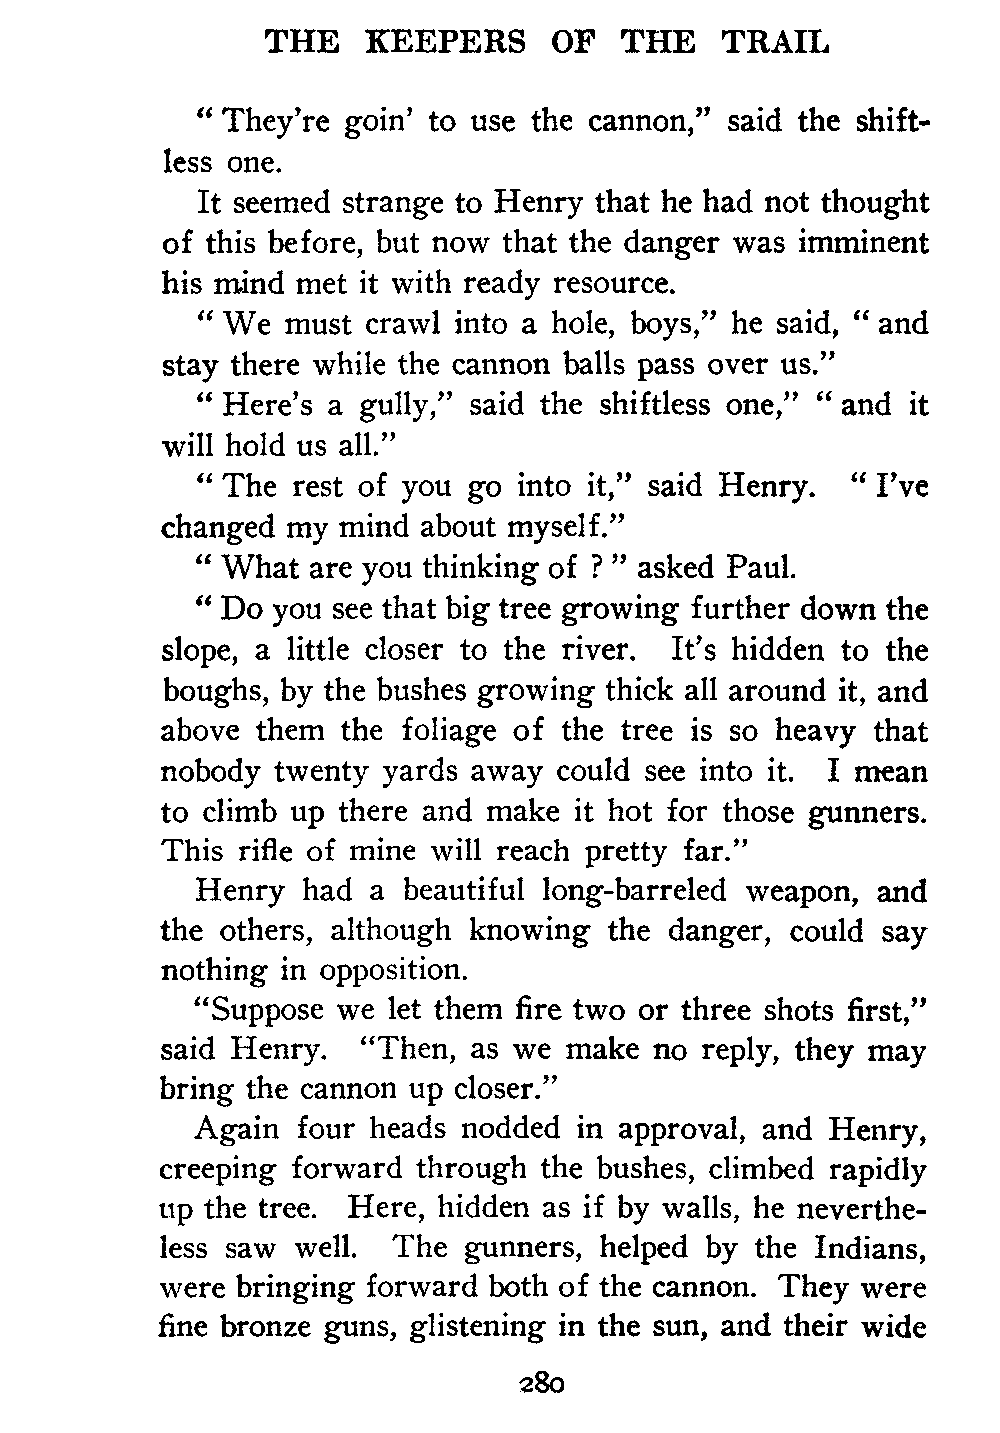 THE KEEPERS OF THE TRAIL
“ They’re goin’ to use the cannon,” said the shift-
less one.
It seemed strange to Henry that he had not thought
of this before, but now that the danger was imminent
his mind met it with ready resource.
“ We must crawl into a hole, boys,” he said, “ and
stay there while the cannon balls pass over us.”
“ Here’s a gully,” said the shiftless one,” “ and it
will hold us all.”
“ The rest of you go into it,” said Henry. “ I’ve
changed my mind about myself.”
“ What are you thinking of ? ” asked Paul.
“ Do you see that big tree growing further down the
slope, a little closer to the river. It’s hidden to the
boughs, by the bushes growing thick all around it, and
above them the foliage of the tree is so heavy that
nobody twenty yards away could see into it. I mean
to climb up there and make it hot for those gunners.
This rifle of mine will reach pretty far.”
Henry had a beautiful long-barreled weapon, and
the others, although knowing the danger, could say
nothing in opposition.
“Suppose we let them fire two or three shots first,”
said Henry. “Then, as we make no reply, they may
bring the cannon up closer.”
Again four heads nodded in approval, and Henry,
creeping forward through the bushes, climbed rapidly
up the tree. Here, hidden as if by walls, he neverthe-
less saw well. The gunners, helped by the Indians,
were bringing forward both of the cannon. They were
fine bronze guns, glistening in the sun, and their wide
280